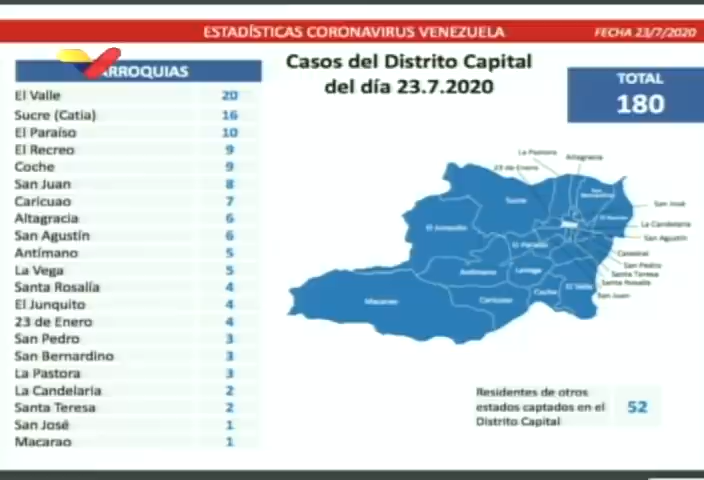 ESTADÍSTICAS CORONAVIRUS VENEZUELA
FECHA 23/7/2020
Casos del Distrito Capital
del día 23.7.2020
TOTAL
180
ARROQUIAS
El Valle 20
Sucre (Catia) 16
El Paraíso 10
El Recreo 9
Coche 9
San Juan 8
Caricuao 7
Altagracia 6
San Agustín 6
Antímano 5
La Vega 5
Santa Rosalía 4
El Junquito 4
23 de Enero 4
San Pedro 3
San Bernardino 3
La Pastora 3
La Candelaria 2
Santa Teresa 2
San José 1
Macarao 1
La Pastora
Altagracia
23 de Enero
San José
Sucre
La Candelaria
El Junquito
San Agustín
El Paraíso
Catedral
San Pedro
Antímano
Santa Teresa
Santa Rosalía
San Juan
Coche
El Valle
Caricuao
Macarao
Residentes de otros
estados captados en el
Distrito Capital
52